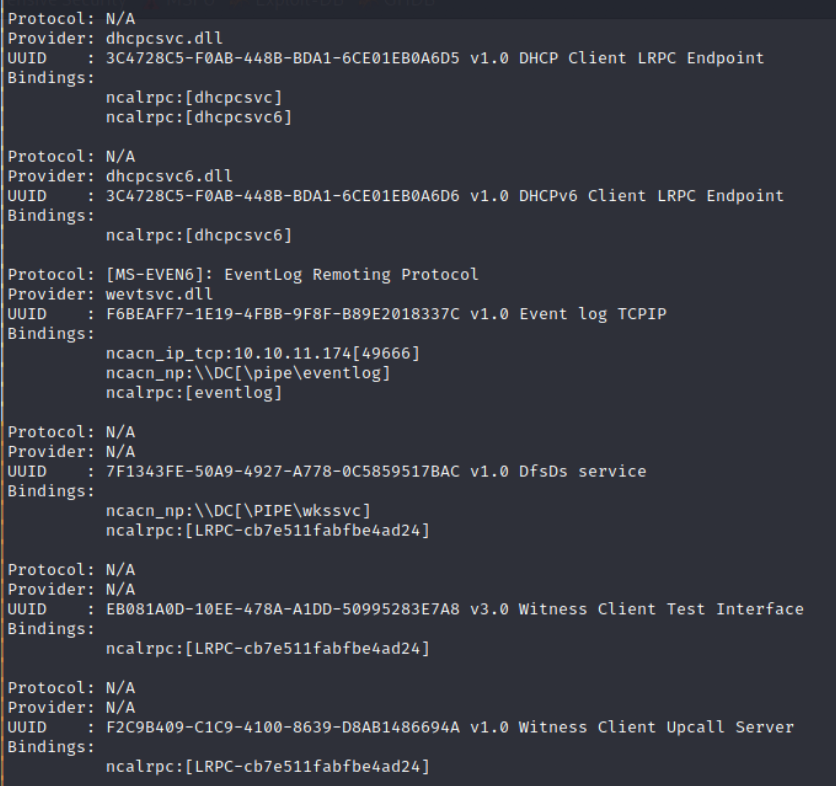 Protocol: N/A
Provider: dhcpcsvc.dll
UUID    : 3C4728C5-F0AB-448B-BDA1-6CE01EB0A6D5 v1.0 DHCP Client LRPC Endpoint
Bindings:
          ncalrpc:[dhcpcsvc]
          ncalrpc:[dhcpcsvc6]

Protocol: N/A
Provider: dhcpcsvc6.dll
UUID    : 3C4728C5-F0AB-448B-BDA1-6CE01EB0A6D6 v1.0 DHCPv6 Client LRPC Endpoint
Bindings:
          ncalrpc:[dhcpcsvc6]

Protocol: [MS-EVEN6]: EventLog Remoting Protocol
Provider: wevtsvc.dll
UUID    : F6BEAFF7-1E19-4FBB-9F8F-B89E2018337C v1.0 Event log TCPIP
Bindings:
          ncacn_ip_tcp:10.10.11.174[49666]
          ncacn_np:\\DC[\pipe\eventlog]
          ncalrpc:[eventlog]

Protocol: N/A
Provider: N/A
UUID    : 7F1343FE-50A9-4927-A778-0C5859517BAC v1.0 DfsDs service
Bindings:
          ncacn_np:\\DC[\PIPE\wkssvc]
          ncalrpc:[LRPC-cb7e511fabfbe4ad24]

Protocol: N/A
Provider: N/A
UUID    : EB081A0D-10EE-478A-A1DD-50995283E7A8 v3.0 Witness Client Test Interface
Bindings:
          ncalrpc:[LRPC-cb7e511fabfbe4ad24]

Protocol: N/A
Provider: N/A
UUID    : F2C9B409-C1C9-4100-8639-D8AB1486694A v1.0 Witness Client Upcall Server
Bindings:
          ncalrpc:[LRPC-cb7e511fabfbe4ad24]